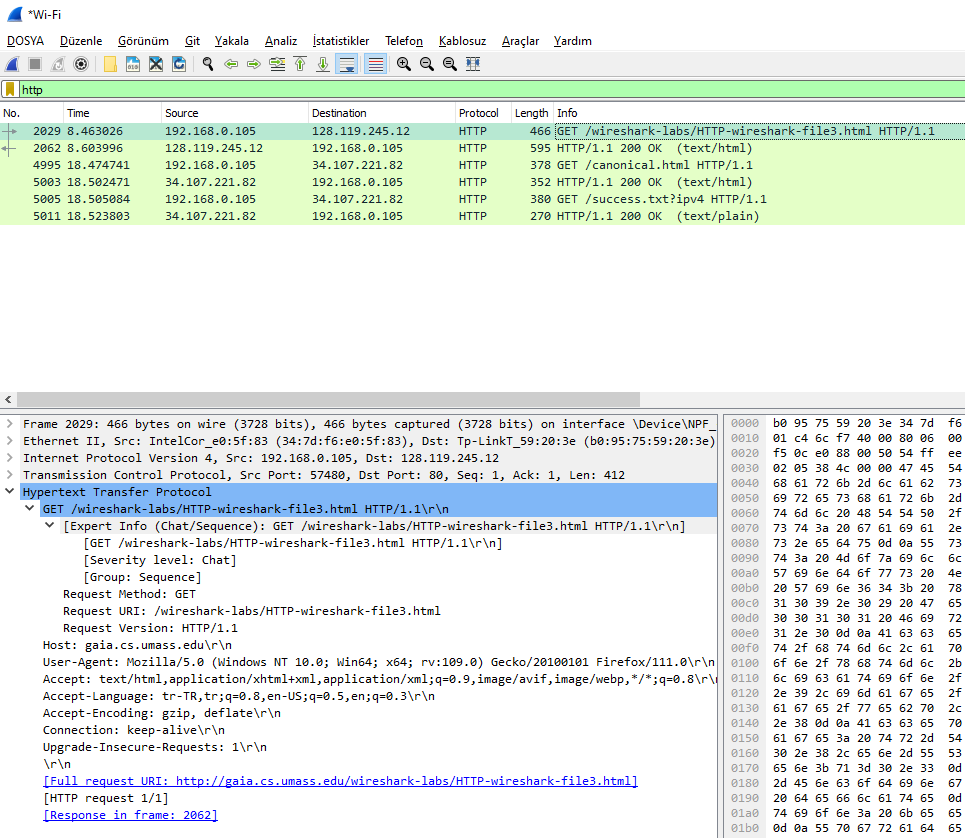 *Wi-Fi
DOSYA Düzenle Görünüm Git Yakala Analiz İstatistikler Telefon Kablosuz Araçlar Yardım
http
No. Time Source Destination Protocol Length Info
2029 8.463026 192.168.0.105 128.119.245.12 HTTP 466 GET /wireshark-labs/HTTP-wireshark-file3.html HTTP/1.1
2062 8.603996 128.119.245.12 192.168.0.105 HTTP 595 HTTP/1.1 200 OK (text/html)
4995 18.474741 192.168.0.105 34.107.221.82 HTTP 378 GET /canonical.html HTTP/1.1
5003 18.502471 34.107.221.82 192.168.0.105 HTTP 352 HTTP/1.1 200 OK (text/html)
5005 18.505084 192.168.0.105 34.107.221.82 HTTP 380 GET /success.txt?ipv4 HTTP/1.1
5011 18.523803 34.107.221.82 192.168.0.105 HTTP 270 HTTP/1.1 200 OK (text/plain)
Frame 2029: 466 bytes on wire (3728 bits), 466 bytes captured (3728 bits) on interface \Device\NPF_
Ethernet II, Src: IntelCor_e0:5f:83 (34:7d:f6:e0:5f:83), Dst: Tp-LinkT_59:20:3e (b0:95:75:59:20:3e)
Internet Protocol Version 4, Src: 192.168.0.105, Dst: 128.119.245.12
Transmission Control Protocol, Src Port: 57480, Dst Port: 80, Seq: 1, Ack: 1, Len: 412
Hypertext Transfer Protocol
GET /wireshark-labs/HTTP-wireshark-file3.html HTTP/1.1\r\n
[Expert Info (Chat/Sequence): GET /wireshark-labs/HTTP-wireshark-file3.html HTTP/1.1\r\n]
[GET /wireshark-labs/HTTP-wireshark-file3.html HTTP/1.1\r\n]
[Severity level: Chat]
[Group: Sequence]
Request Method: GET
Request URI: /wireshark-labs/HTTP-wireshark-file3.html
Request Version: HTTP/1.1
Host: gaia.cs.umass.edu\r\n
User-Agent: Mozilla/5.0 (Windows NT 10.0; Win64; x64; rv:109.0) Gecko/20100101 Firefox/111.0\r\n
Accept: text/html,application/xhtml+xml,application/xml;q=0.9,image/avif,image/webp,*/*;q=0.8\r\n
Accept-Language: tr-TR,tr;q=0.8,en-US;q=0.5,en;q=0.3\r\n
Accept-Encoding: gzip, deflate\r\n
Connection: keep-alive\r\n
Upgrade-Insecure-Requests: 1\r\n
\r\n
[Full request URI: http://gaia.cs.umass.edu/wireshark-labs/HTTP-wireshark-file3.html]
[HTTP request 1/1]
[Response in frame: 2062]
0000 b0 95 75 59 20 3e 34 7d f6
0010 01 c4 6c f7 40 00 80 06 00
0020 f5 0c e0 88 00 50 54 ff ee
0030 02 05 38 4c 00 00 47 45 54
0040 68 61 72 6b 2d 6c 61 62 73
0050 69 72 65 73 68 61 72 6b 2d
0060 74 6d 6c 20 48 54 54 50 2f
0070 73 74 3a 20 67 61 69 61 2e
0080 73 2e 65 64 75 0d 0a 55 73
0090 74 3a 20 4d 6f 7a 69 6c 6c
00a0 57 69 6e 64 6f 77 73 20 4e
00b0 20 57 69 6e 36 34 3b 20 78
00c0 31 30 39 2e 30 29 20 47 65
00d0 30 30 31 30 31 20 46 69 72
00e0 31 2e 30 0d 0a 41 63 63 65
00f0 74 2f 68 74 6d 6c 2c 61 70
0100 6f 6e 2f 78 68 74 6d 6c 2b
0110 6c 69 63 61 74 69 6f 6e 2f
0120 2e 39 2c 69 6d 61 67 65 2f
0130 61 67 65 2f 77 65 62 70 2c
0140 2e 38 0d 0a 41 63 63 65 70
0150 61 67 65 3a 20 74 72 2d 54
0160 30 2e 38 2c 65 6e 2d 55 53
0170 65 6e 3b 71 3d 30 2e 33 0d
0180 2d 45 6e 63 6f 64 69 6e 67
0190 20 64 65 66 6c 61 74 65 0d
01a0 74 69 6f 6e 3a 20 6b 65 65
01b0 0d 0a 55 70 67 72 61 64 65